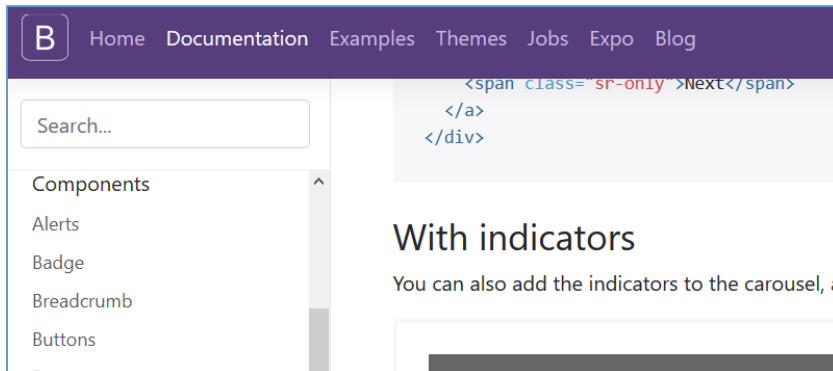 B Home Documentation Examples Themes Jobs Expo Blog
Search...
Components
Alerts
Badge
Breadcrumb
Buttons
<span class="sr-only">Next</span>
</a>
</div>
With indicators
You can also add the indicators to the carousel,